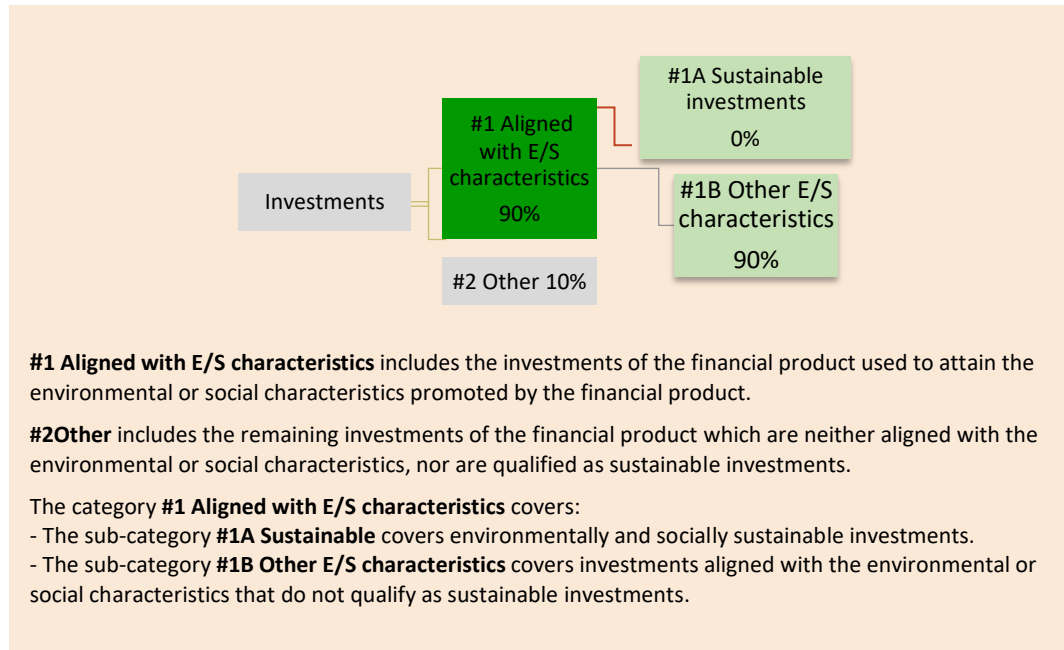 #1A Sustainable
investments
0%
#1 Aligned
with E/S
characteristics
90%
Investments
#1B Other E/S
characteristics
90%
#2 Other 10%
#1 Aligned with E/S characteristics includes the investments of the financial product used to attain the
environmental or social characteristics promoted by the financial product.
#2Other includes the remaining investments of the financial product which are neither aligned with the
environmental or social characteristics, nor are qualified as sustainable investments.
The category #1 Aligned with E/S characteristics covers:
- The sub-category #1A Sustainable covers environmentally and socially sustainable investments.
- The sub-category #1B Other E/S characteristics covers investments aligned with the environmental or
social characteristics that do not qualify as sustainable investments.